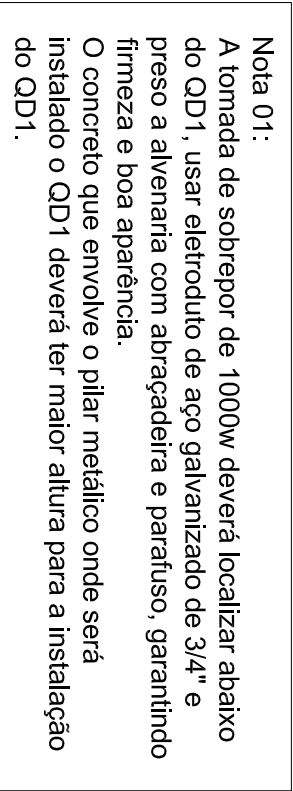 Nota 01:
A tomada de sobrepor de 1000w deverá localizar abaixo
do QD1, usar eletroduto de aço galvanizado de 3/4" e
preso a alvenaria com abraçadeira e parafuso, garantindo
firmeza e boa aparência.
O concreto que envolve o pilar metálico onde será
instalado o QD1 deverá ter maior altura para a instalação
do QD1.